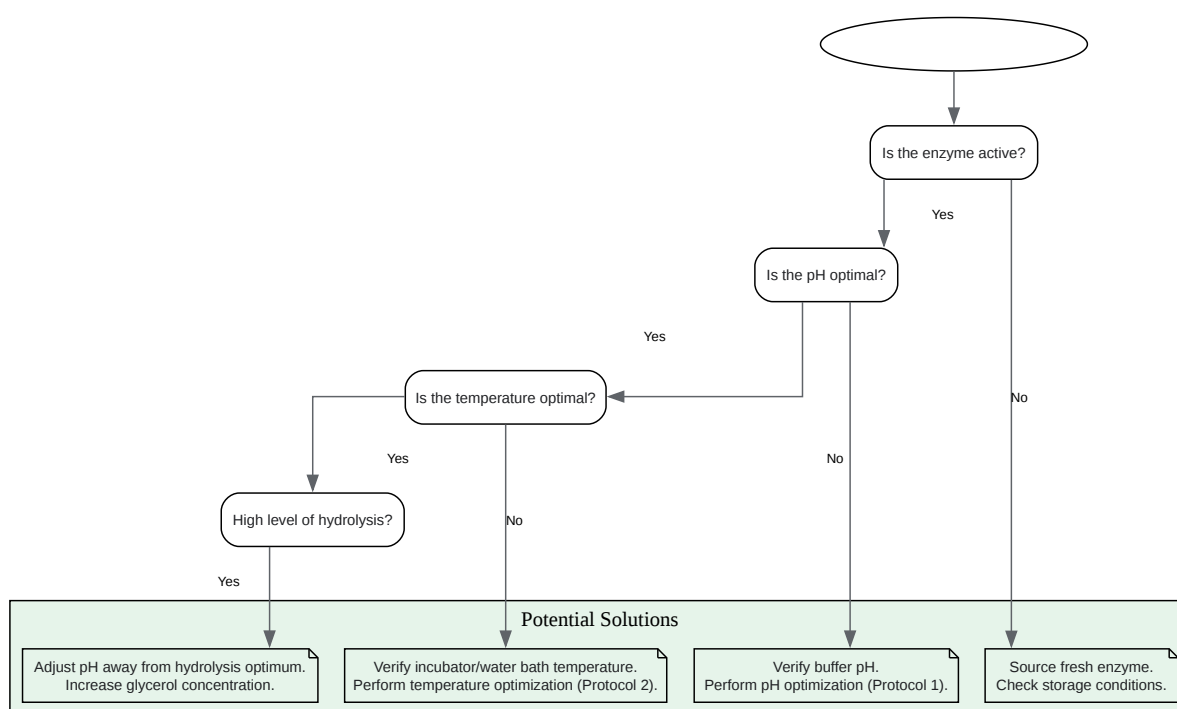 Is the enzyme active?
Yes
Is the pH optimal?
Yes
Is the temperature optimal?
No
Yes
No
High level of hydrolysis?
No
Yes
Potential Solutions
Adjust pH away from hydrolysis optimum.
Increase glycerol concentration.
Verify incubator/water bath temperature.
Perform temperature optimization (Protocol 2).
Verify buffer pH.
Perform pH optimization (Protocol 1).
Source fresh enzyme.
Check storage conditions.